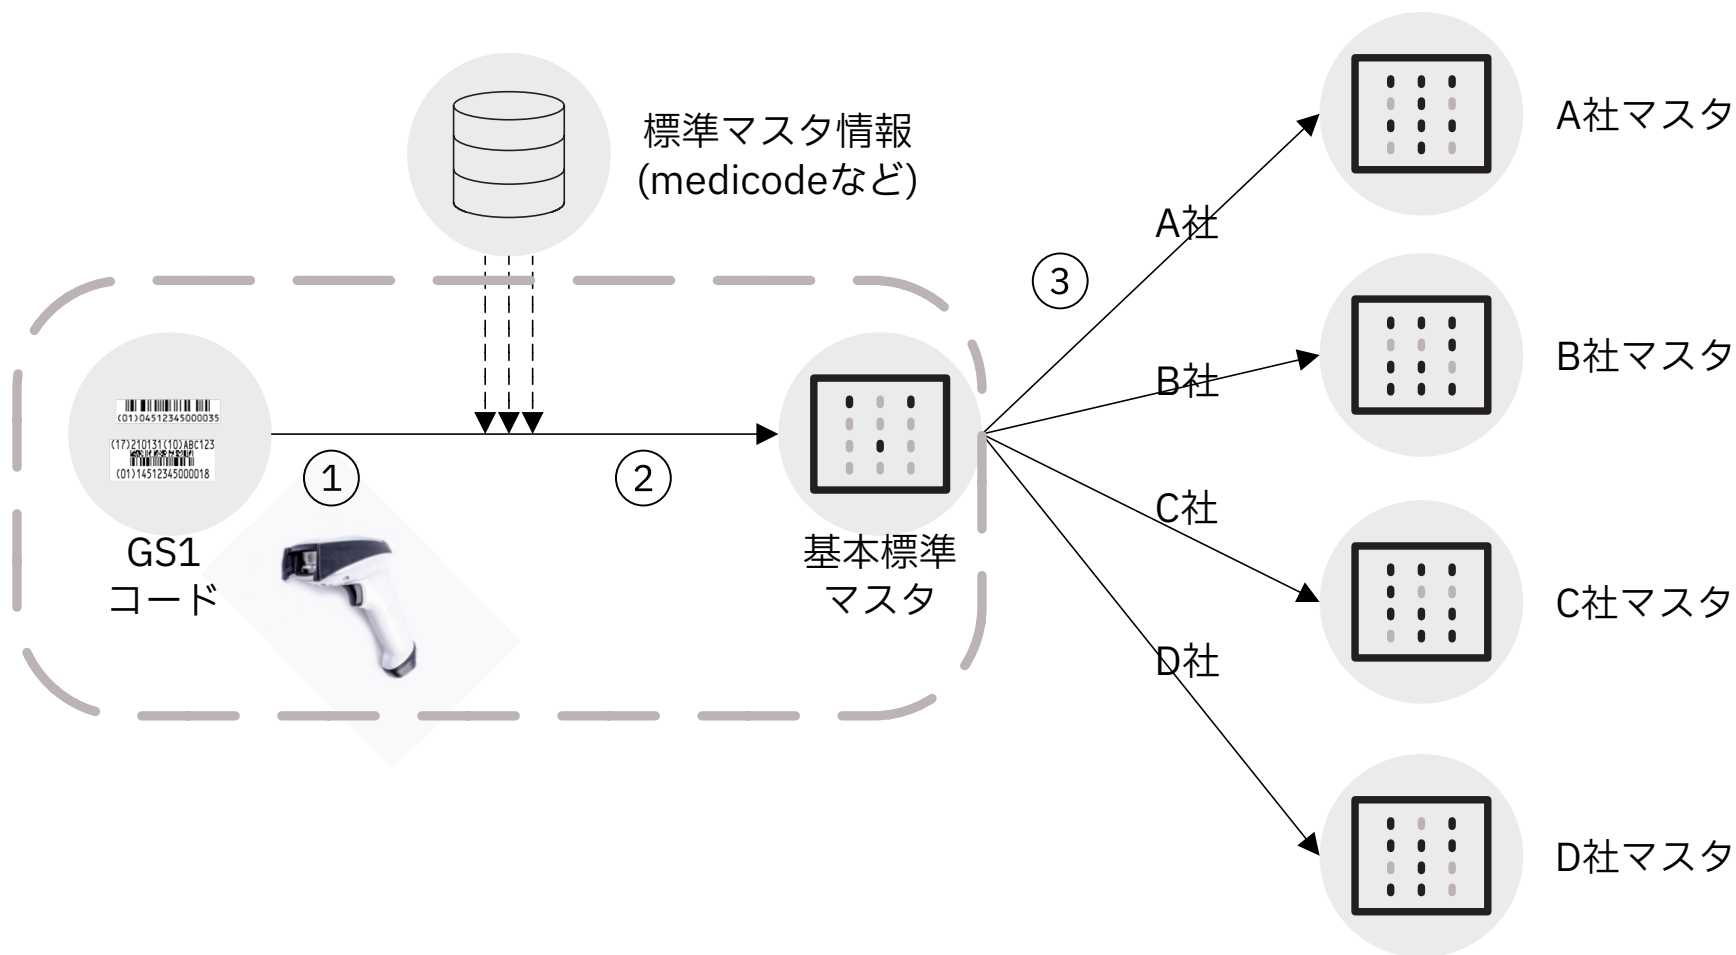 標準マスタ情報
(medicodeなど)
A社マスタ
A社
③
B社マスタ
B社
(01)04512345000035
(17)210131(10)ABC123
(01)14512345000018
①
②
GS1
コード
基本標準
マスタ
C社
C社マスタ
D社
D社マスタ